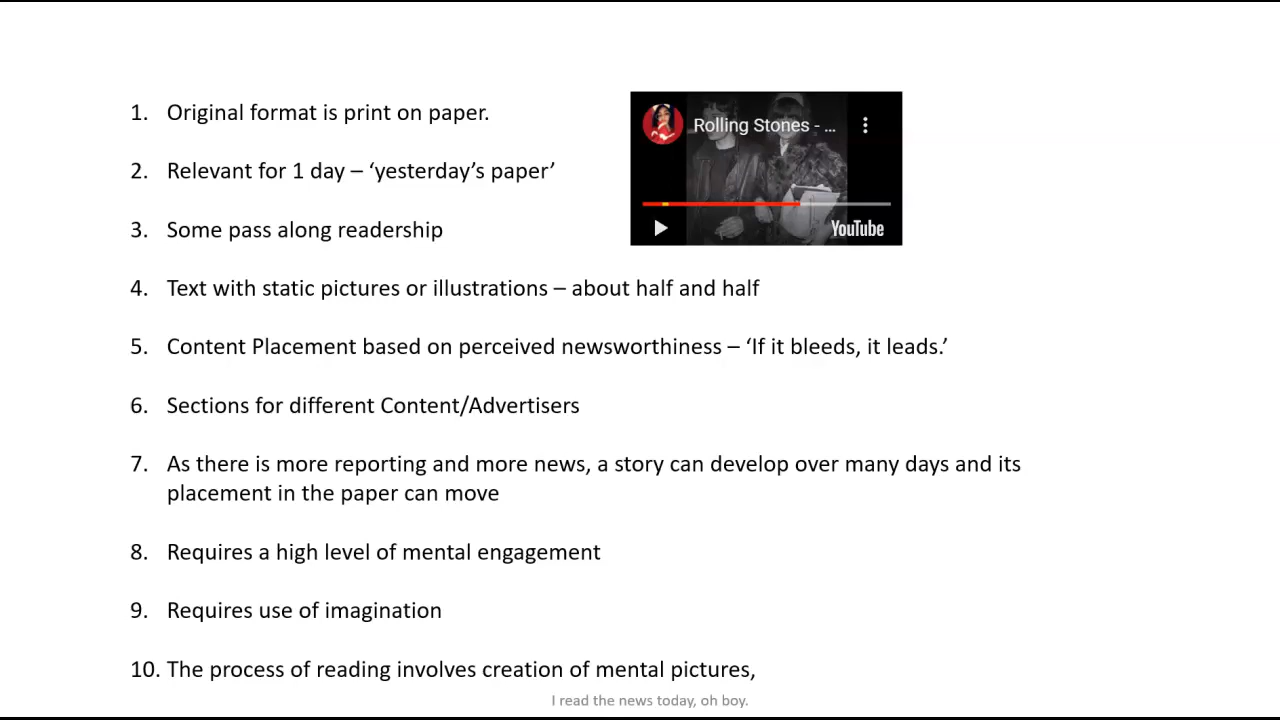 1. Original format is print on paper.
Rolling Stones - ...
2. Relevant for 1 day – ‘yesterday’s paper’
3. Some pass along readership
YouTube
4. Text with static pictures or illustrations – about half and half
5. Content Placement based on perceived newsworthiness – ‘If it bleeds, it leads.’
6. Sections for different Content/Advertisers
7. As there is more reporting and more news, a story can develop over many days and its
placement in the paper can move
8. Requires a high level of mental engagement
9. Requires use of imagination
10. The process of reading involves creation of mental pictures,
I read the news today, oh boy.